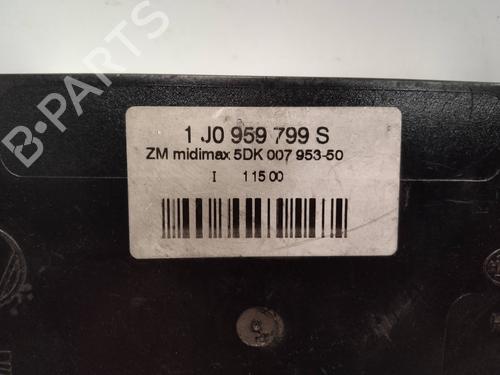 B-PARTS
1 J0 959 799 S
ZM midimax 5DK 007 953-50
I 11500